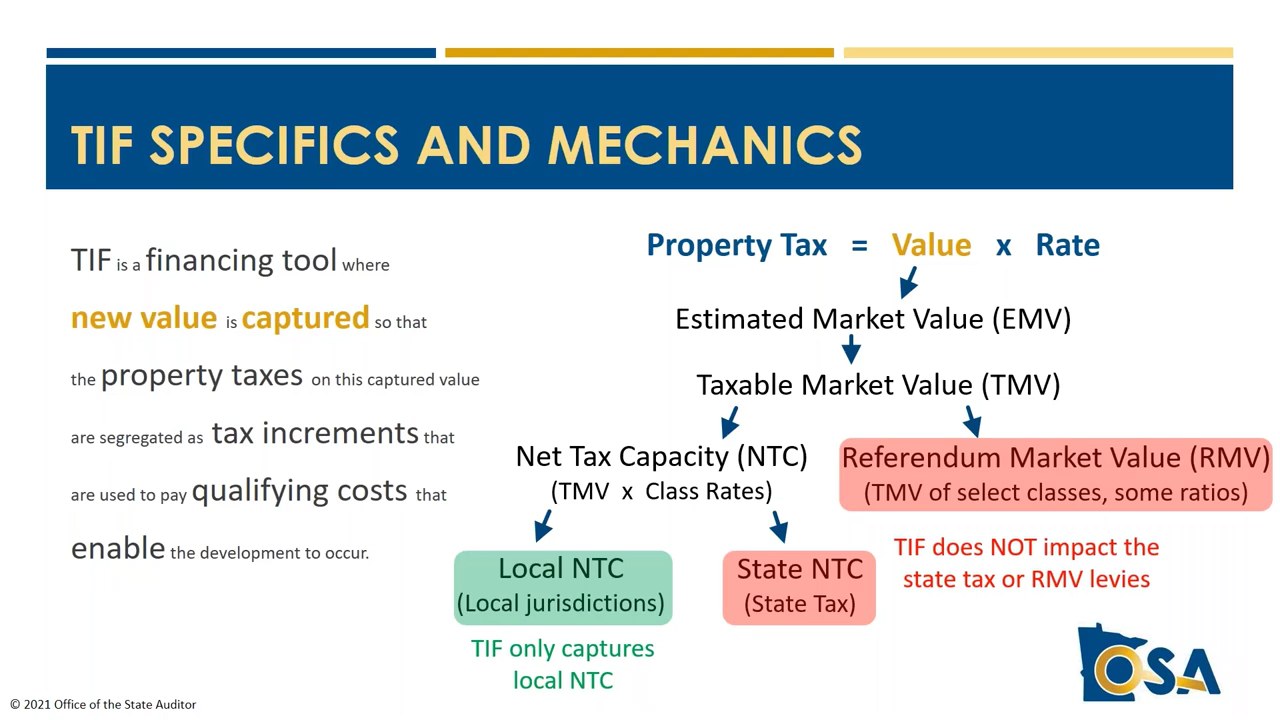 TIF SPECIFICS AND MECHANICS
TIF is a financing tool where
new value is captured so that
the property taxes on this captured value
are segregated as tax increments that
are used to pay qualifying costs that
enable the development to occur.
Property Tax = Value x Rate
Estimated Market Value (EMV)
Taxable Market Value (TMV)
Net Tax Capacity (NTC)
(TMV x Class Rates)
Referendum Market Value (RMV)
(TMV of select classes, some ratios)
Local NTC
(Local jurisdictions)
State NTC
(State Tax)
TIF does NOT impact the
state tax or RMV levies
TIF only captures
local NTC
OSA
© 2021 Office of the State Auditor